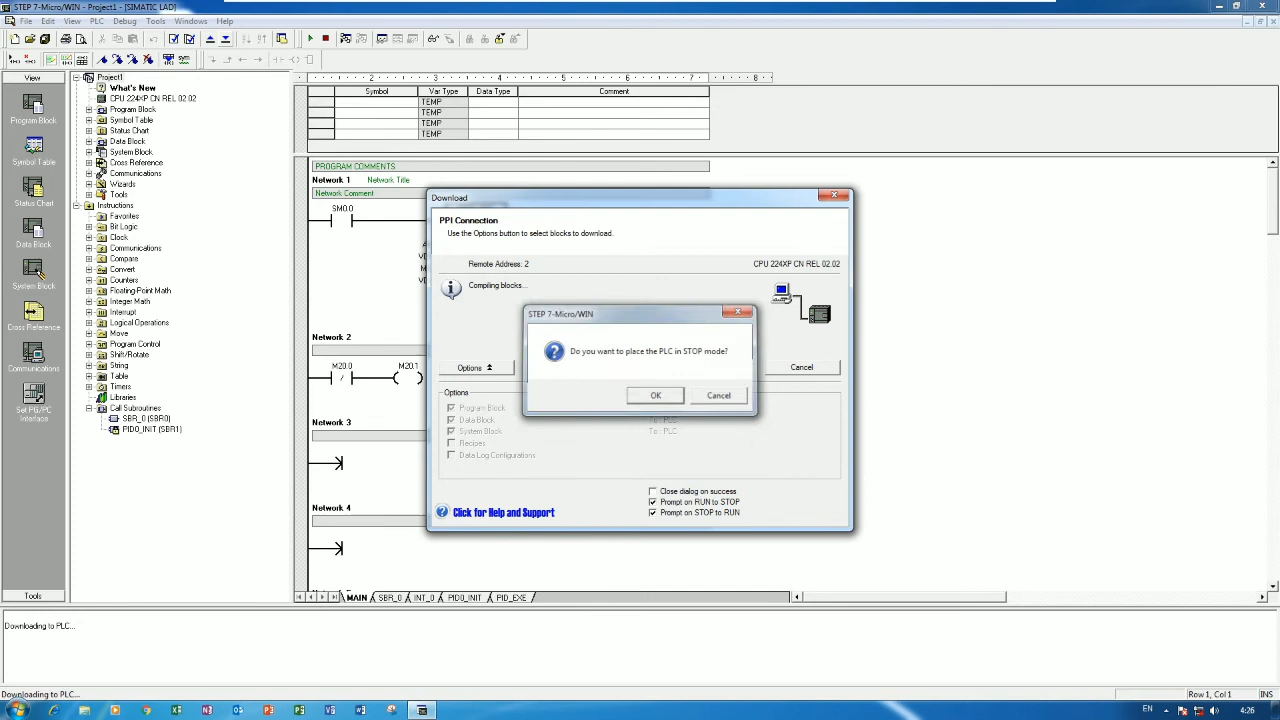 STEP 7-Micro/WIN - Project1 - [SIMATIC LAD]
File Edit View PLC Debug Tools Windows Help
View
Program Block
Symbol Table
Status Chart
Data Block
System Block
Cross Reference
Communications
Set PG/PC
Interface
Tools
Project1
What's New
CPU 224XP CN REL 02.02
Program Block
Symbol Table
Status Chart
Data Block
System Block
Cross Reference
Communications
Wizards
Tools
Instructions
Favorites
Bit Logic
Clock
Communications
Compare
Convert
Counters
Floating-Point Math
Integer Math
Interrupt
Logical Operations
Move
Program Control
Shift/Rotate
String
Table
Timers
Libraries
Call Subroutines
SBR_0 (SBR0)
PID0_INIT (SBR1)
2 3 4 5 6 7 8
Symbol Var Type Data Type Comment
TEMP
TEMP
TEMP
TEMP
PROGRAM COMMENTS
Network 1 Network Title
Network Comment
SM0.0
Network 2
M20.0 M20.1
Network 3
Network 4
Download
PPI Connection
Use the Options button to select blocks to download.
Remote Address: 2 CPU 224XP CN REL 02.02
Compiling blocks...
STEP 7-Micro/WIN
Do you want to place the PLC in STOP mode?
OK Cancel
Options Cancel
Options
Program Block
Data Block To : PLC
System Block To : PLC
Recipes
Data Log Configurations
Close dialog on success
Prompt on RUN to STOP
Prompt on STOP to RUN
Click for Help and Support
MAIN SBR_0 INT_0 PID0_INIT PID_EXE
Downloading to PLC...
Downloading to PLC... Row 1, Col 1 INS
EN 4:26